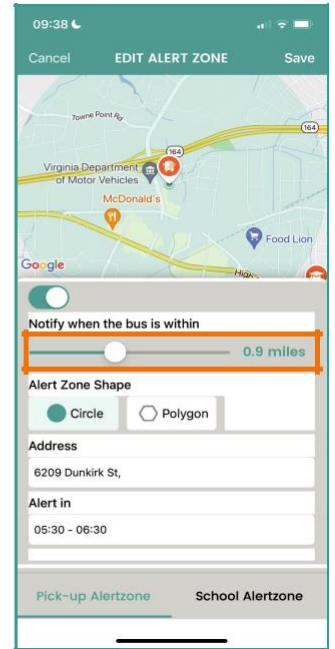 09:38
Cancel EDIT ALERT ZONE Save
Towne Point Rd
164
164
Virginia Department
of Motor Vehicles
McDonald's
Food Lion
Google
High
Notify when the bus is within
0.9 miles
Alert Zone Shape
Circle Polygon
Address
6209 Dunkirk St,
Alert in
05:30 - 06:30
Pick-up Alertzone School Alertzone